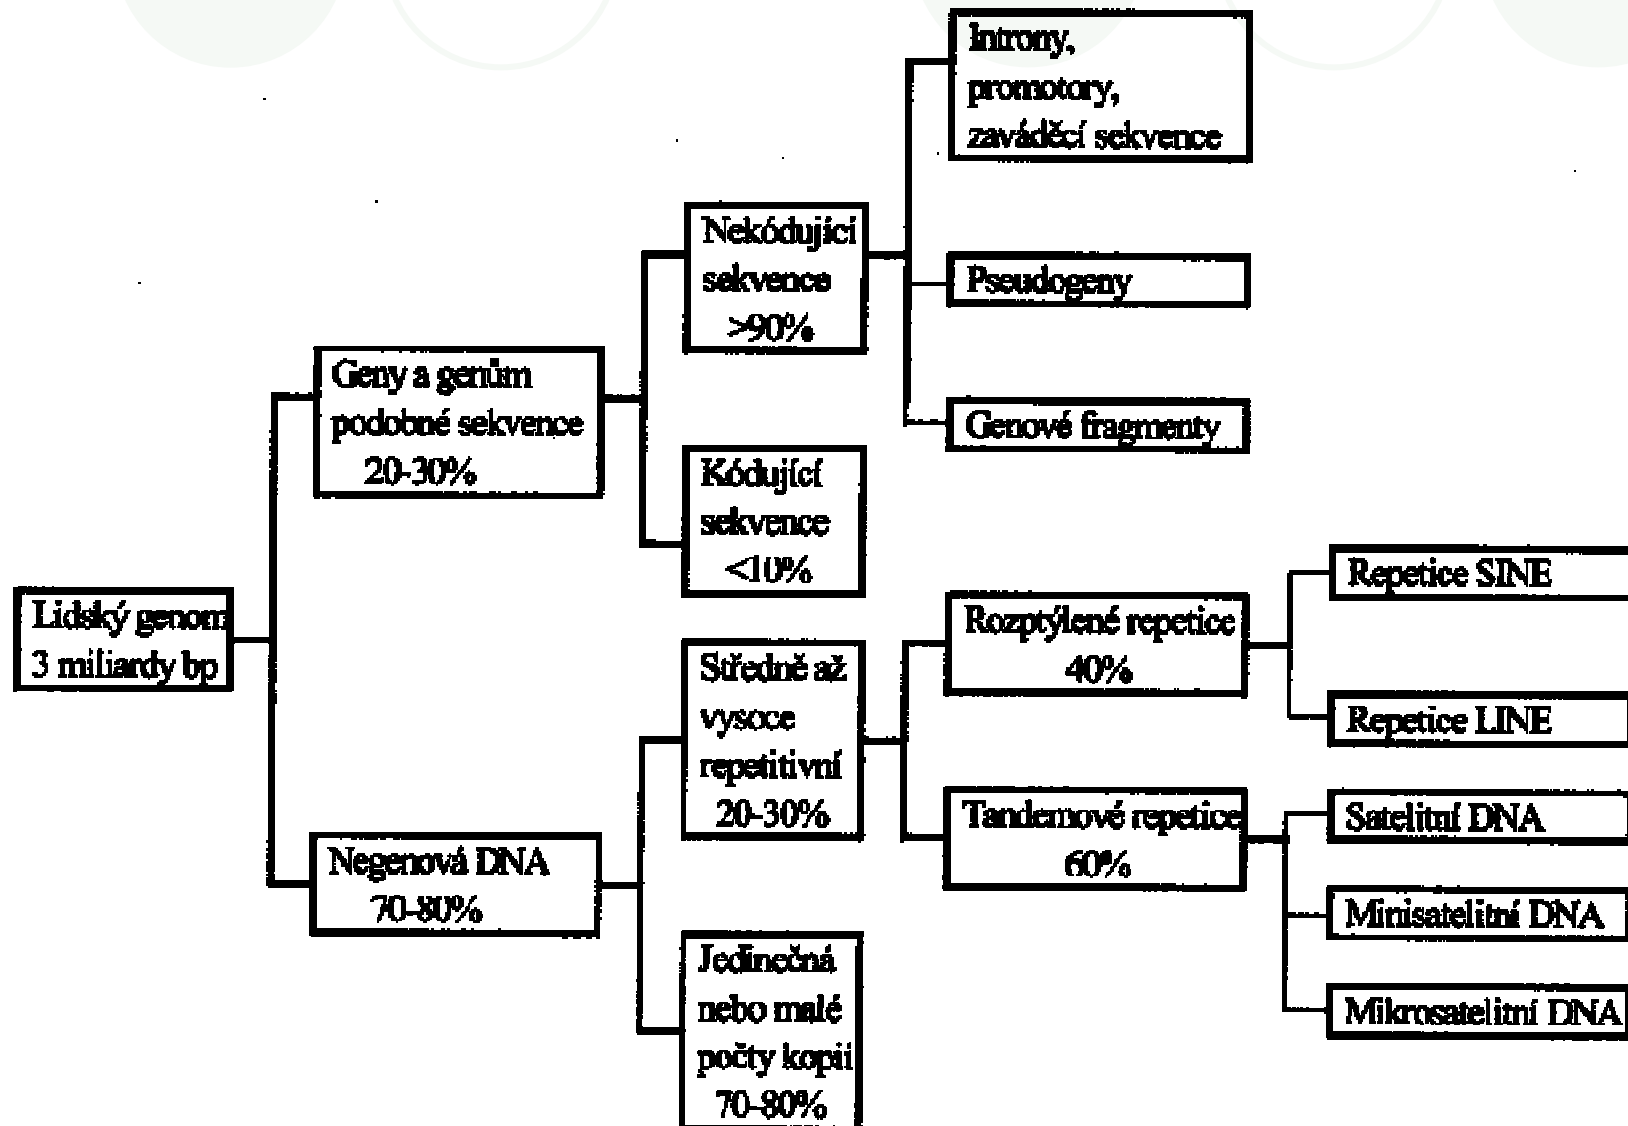 Introny,
promotory,
zaváděcí sekvence
Nekódující
sekvence
>90%
Pseudogeny
Geny a genům
podobné sekvence
20-30%
Genové fragmenty
Kódující
sekvence
<10%
Lidský genom
3 miliardy bp
Repetice SINE
Rozptýlené repetice
40%
Středně až
vysoce
repetitivní
20-30%
Repetice LINE
Tandemové repetice
60%
Satelitní DNA
Negenová DNA
70-80%
Minisatelitní DNA
Jedinečná
nebo malé
počty kopii
70-80%
Mikrosatelitní DNA